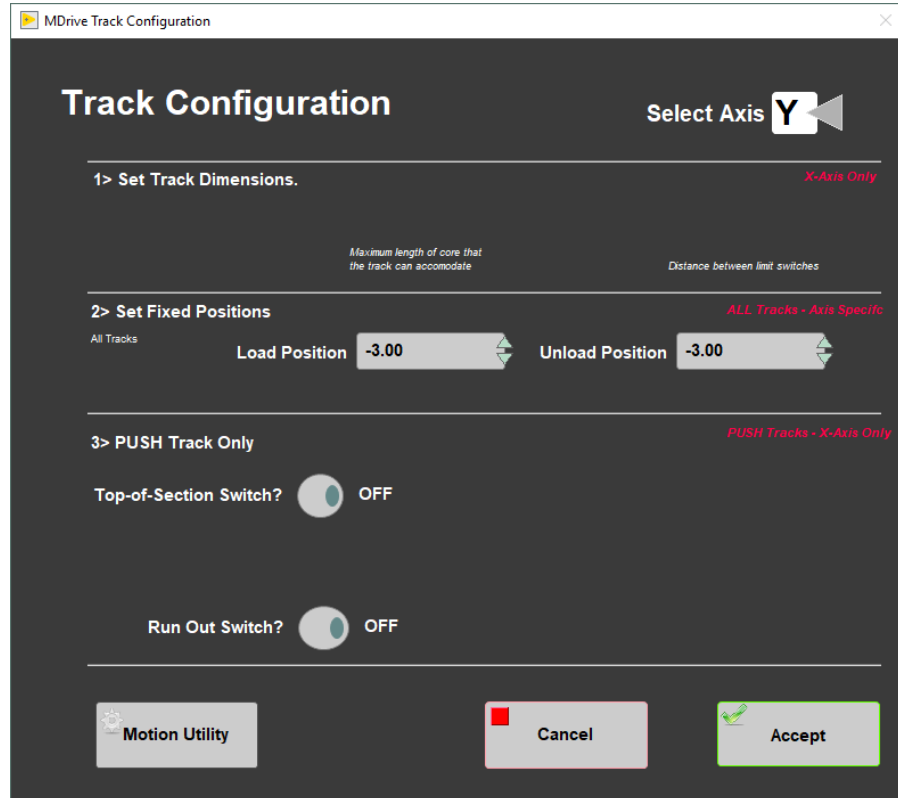 MDrive Track Configuration
Track Configuration
Select Axis Y
1> Set Track Dimensions.
X-Axis Only
Maximum length of core that
the track can accomodate
Distance between limit switches
2> Set Fixed Positions
ALL Tracks - Axis Specifc
All Tracks
Load Position -3.00
Unload Position -3.00
3> PUSH Track Only
PUSH Tracks - X-Axis Only
Top-of-Section Switch? OFF
Run Out Switch? OFF
Motion Utility
Cancel
Accept